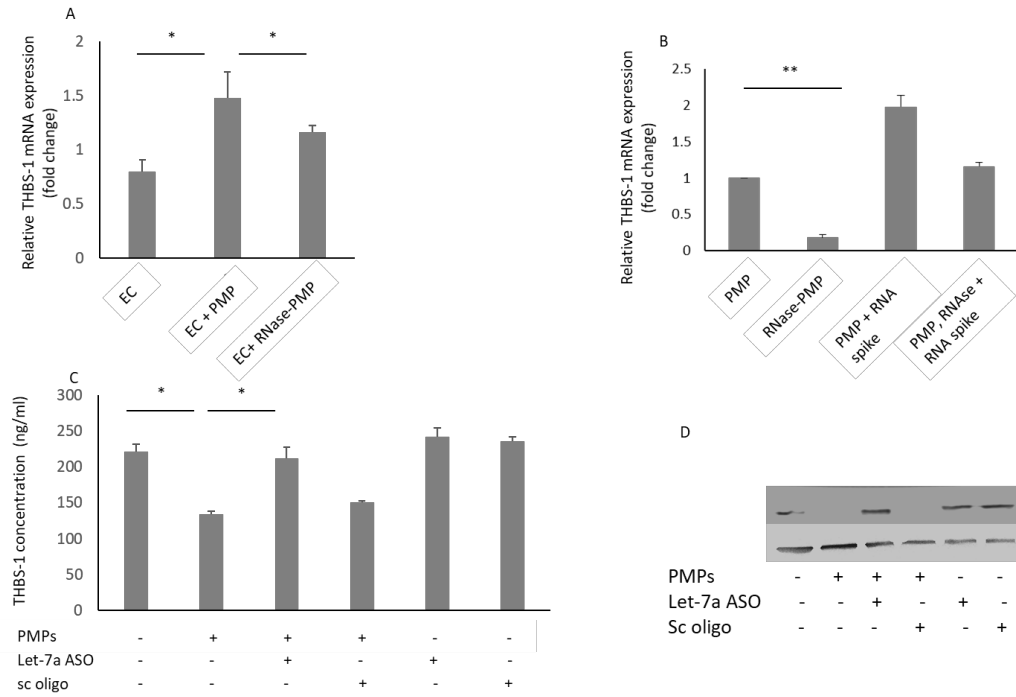 A
Relative THBS-1 mRNA expression
(fold change)
2
1.5
1
0.5
0
* *
EC
EC + PMP
EC+ RNase-PMP
B
Relative THBS-1 mRNA expression
(fold change)
2.5
2
1.5
1
0.5
0
**
PMP
RNase-PMP
PMP + RNA
spike
PMP, RNAse +
RNA spike
C
THBS-1 concentration (ng/ml)
300
250
200
150
100
50
0
* *
PMPs - + + + - -
Let-7a ASO - - + - + -
sc oligo - - - + - +
D
PMPs - + + + - -
Let-7a ASO - - + - + -
Sc oligo - - - + - +